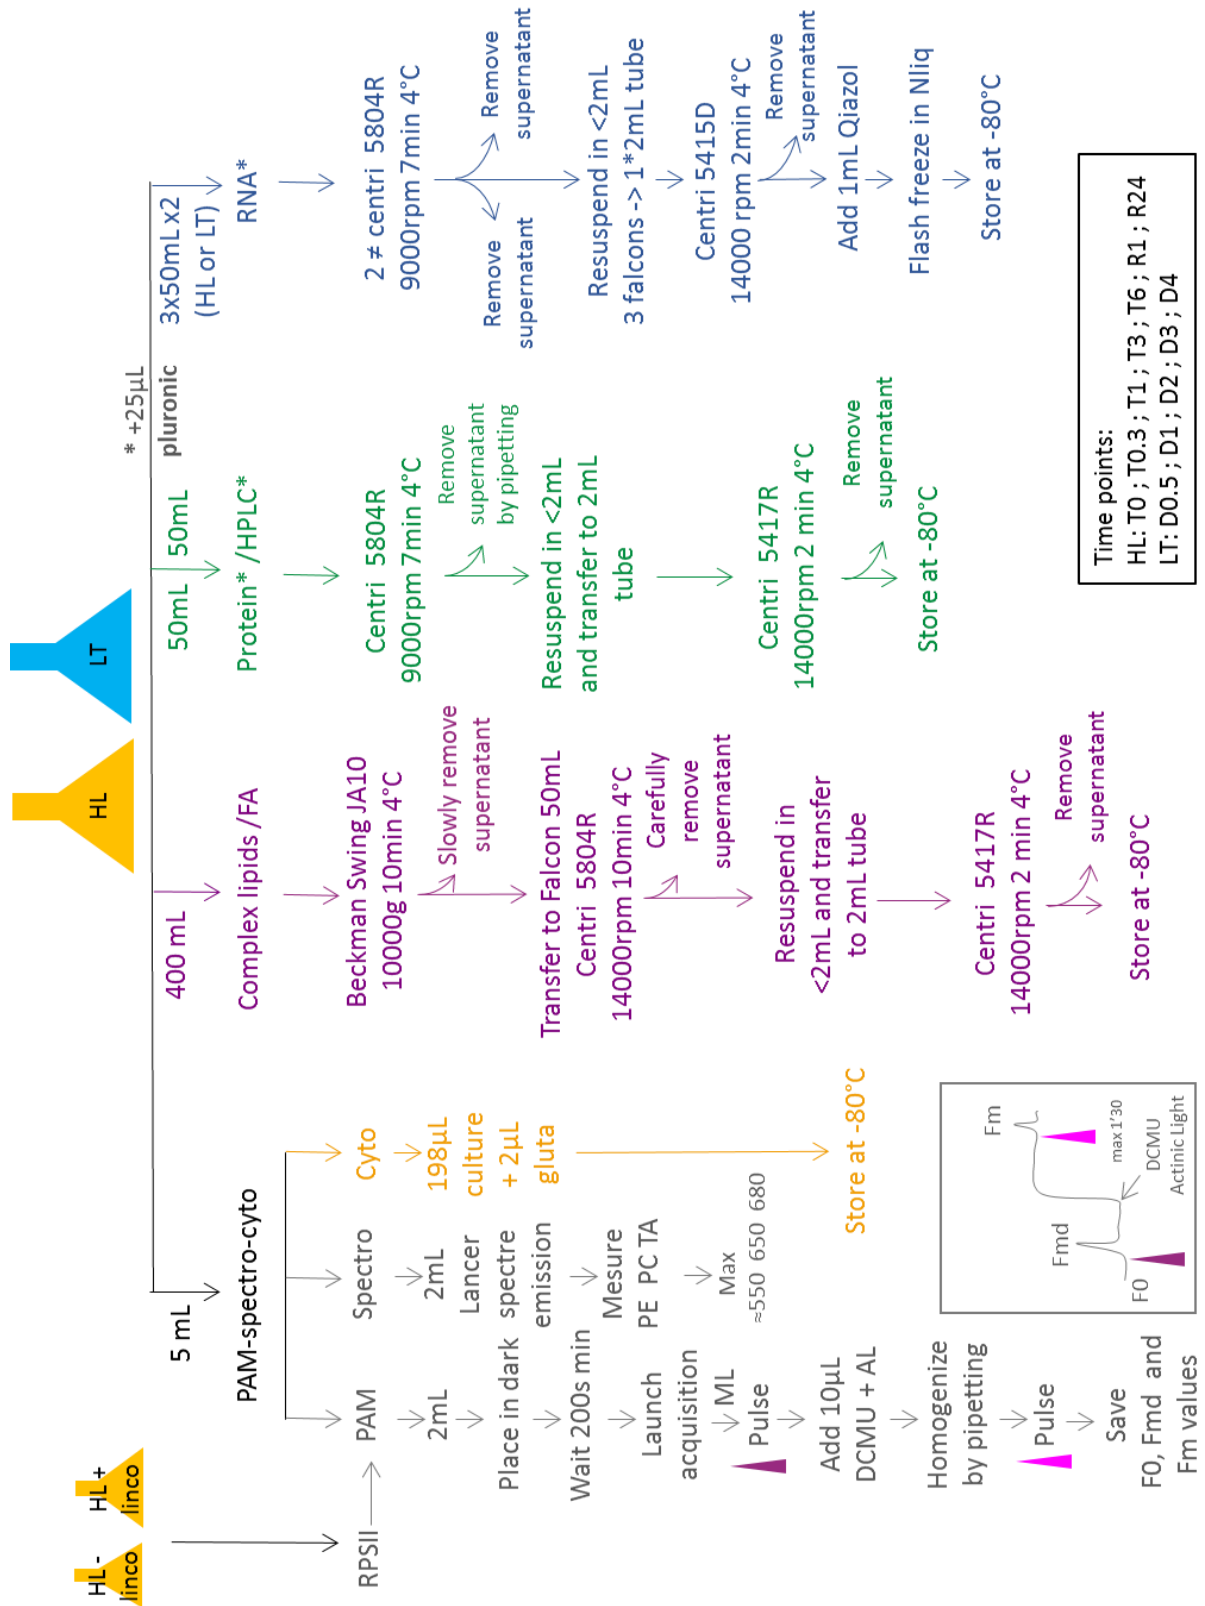 HL -
linco
HL+
linco
HL
LT
5 mL
400 mL
50mL 50mL
* +25µL
pluronic
3x50mL x2
(HL or LT)
RPSII
PAM-spectro-cyto
PAM
2mL
Place in dark
Wait 200s min
Launch
acquisition
ML
Pulse
Add 10µL
DCMU + AL
Homogenize
by pipetting
Pulse
Save
F0, Fmd and
Fm values
Spectro
2mL
Lancer
spectre
emission
Mesure
PE PC TA
Max
≈550 650 680
Cyto
198µL
culture
+ 2µL
gluta
Store at -80°C
F0
Fmd
Fm
max 1'30
DCMU
Actinic Light
Complex lipids /FA
Beckman Swing JA10
10000g 10min 4°C
Slowly remove
supernatant
Transfer to Falcon 50mL
Centri 5804R
14000rpm 10min 4°C
Carefully
remove
supernatant
Resuspend in
<2mL and transfer
to 2mL tube
Centri 5417R
14000rpm 2 min 4°C
Remove
supernatant
Store at -80°C
Protein* /HPLC*
Centri 5804R
9000rpm 7min 4°C
Remove
supernatant
by pipetting
Resuspend in <2mL
and transfer to 2mL
tube
Centri 5417R
14000rpm 2 min 4°C
Remove
supernatant
Store at -80°C
RNA*
2 ≠ centri 5804R
9000rpm 7min 4°C
Remove
supernatant
Remove
supernatant
Resuspend in <2mL
3 falcons -> 1*2mL tube
Centri 5415D
14000 rpm 2min 4°C
Remove
supernatant
Add 1mL Qiazol
Flash freeze in Nliq
Store at -80°C
Time points:
HL: T0 ; T0.3 ; T1 ; T3 ; T6 ; R1 ; R24
LT: D0.5 ; D1 ; D2 ; D3 ; D4